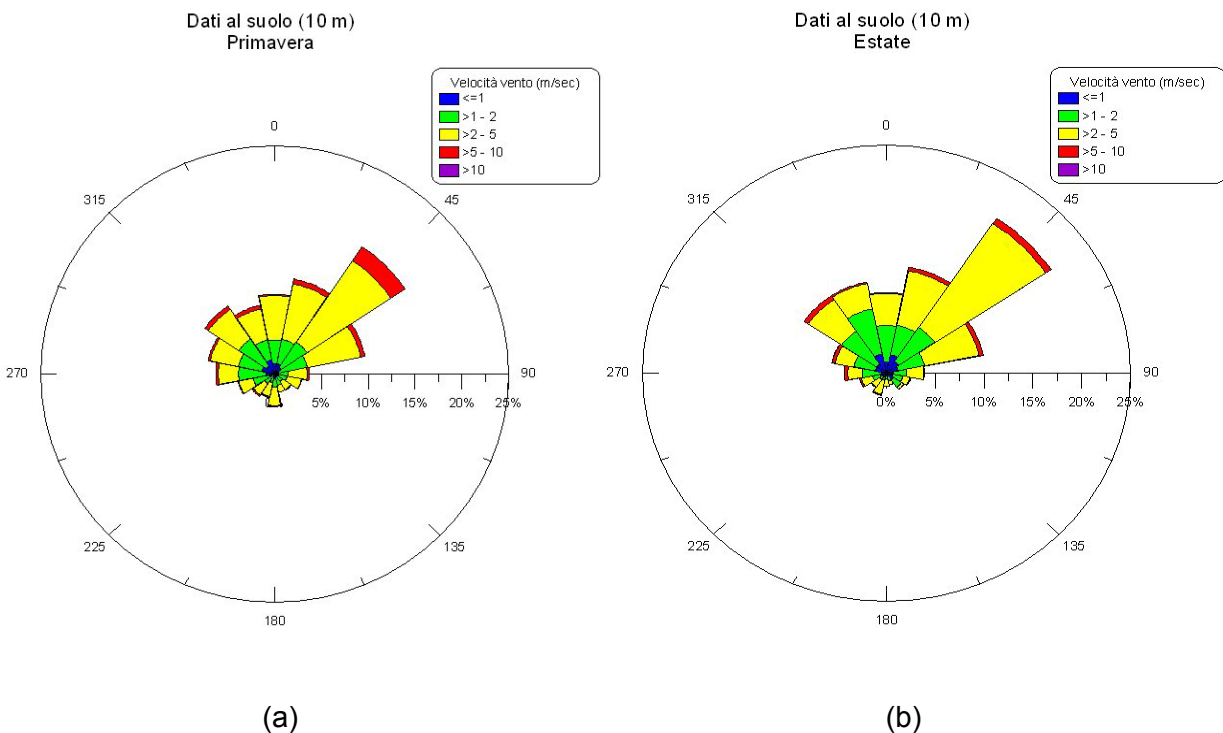 Dati al suolo (10 m)
Primavera
Velocità vento (m/sec)
<=1
>1 - 2
>2 - 5
>5 - 10
>10
0
45
90
135
180
225
270
315
5%
10%
15%
20%
25%
(a)
Dati al suolo (10 m)
Estate
Velocità vento (m/sec)
<=1
>1 - 2
>2 - 5
>5 - 10
>10
0
45
90
135
180
225
270
315
0%
5%
10%
15%
20%
25%
(b)